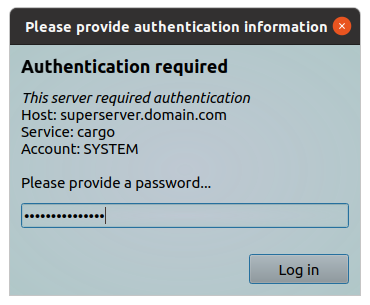 Please provide authentication information
Authentication required
This server required authentication
Host: superserver.domain.com
Service: cargo
Account: SYSTEM
Please provide a password...
•••••••••••••••
Log in